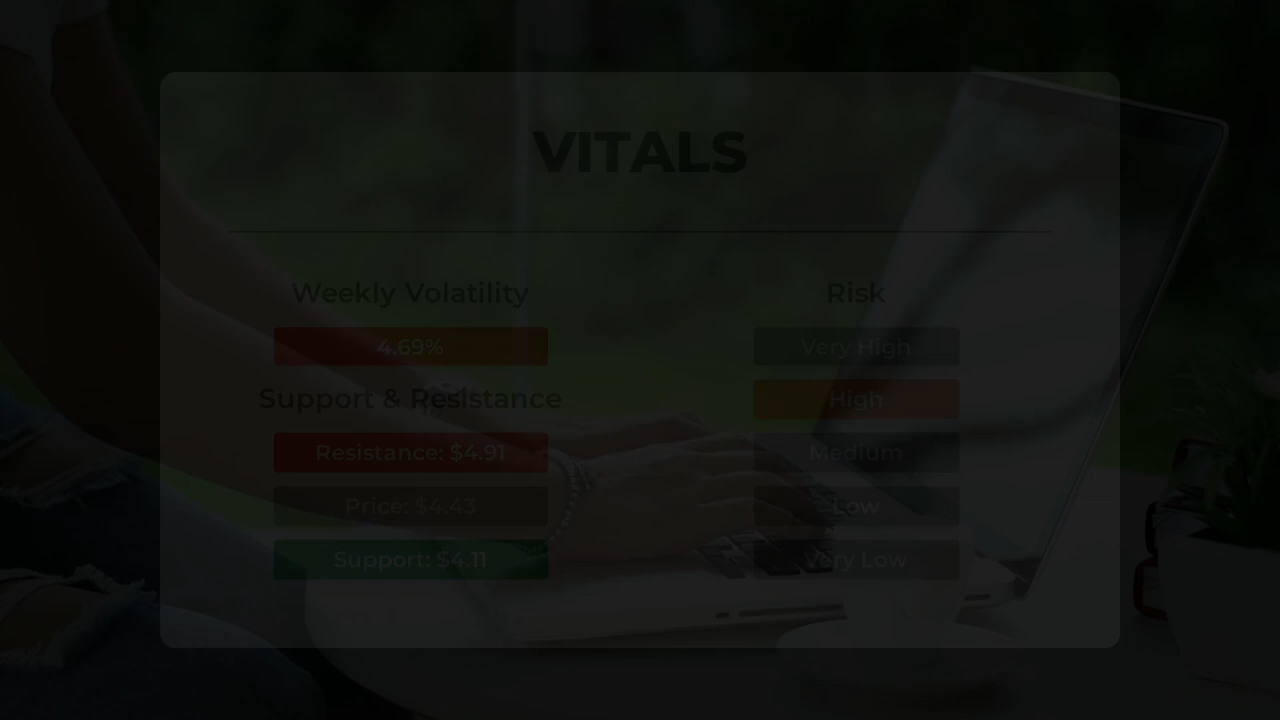 VITALS
Weekly Volatility
4.69%
Support & Resistance
Resistance: $4.91
Price: $4.43
Support: $4.11
Risk
Very High
High
Medium
Low
Very Low